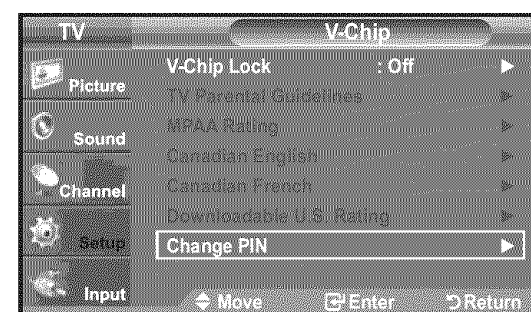 TV
V-Chip
Picture
Sound
Channel
Setup
Input
V-Chip Lock : Off
TV Parental Guidelines
MPAA Rating
Canadian English
Canadian French
Downloadable U.S. Rating
Change PIN
Move Enter Return